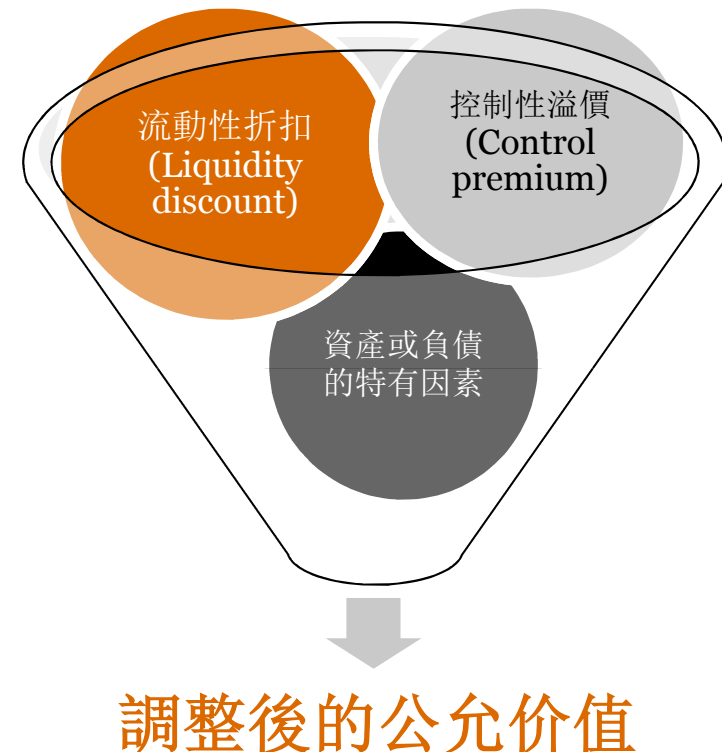 流動性折扣
(Liquidity
discount)
控制性溢價
(Control
premium)
資產或負債
的特有因素
調整後的公允价值